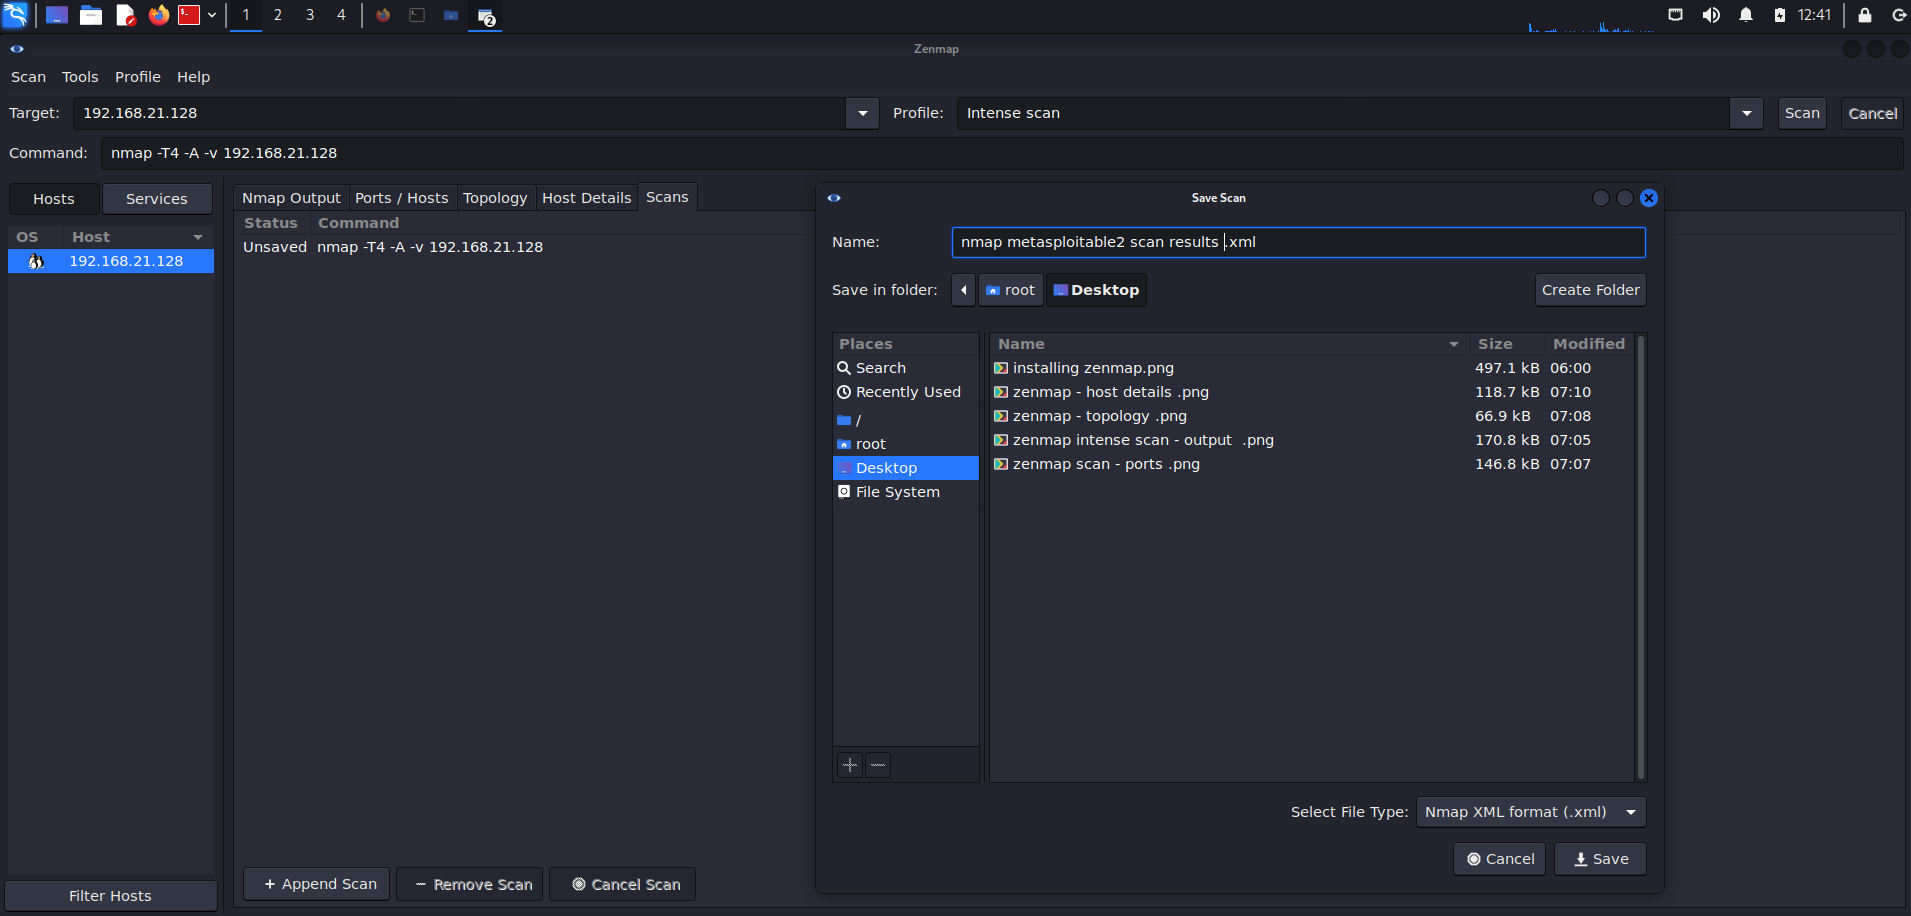 1 2 3 4 2 12:41
Zenmap
Scan Tools Profile Help
Target: 192.168.21.128 Profile: Intense scan Scan Cancel
Command: nmap -T4 -A -v 192.168.21.128
Hosts Services
OS Host
192.168.21.128
Filter Hosts
Nmap Output Ports / Hosts Topology Host Details Scans
Status Command
Unsaved nmap -T4 -A -v 192.168.21.128
Append Scan Remove Scan Cancel Scan
Save Scan
Name: nmap metasploitable2 scan results .xml
Save in folder: root Desktop Create Folder
Places
Search
Recently Used
/
root
Desktop
File System
Name Size Modified
installing zenmap.png 497.1 kB 06:00
zenmap - host details .png 118.7 kB 07:10
zenmap - topology .png 66.9 kB 07:08
zenmap intense scan - output  .png 170.8 kB 07:05
zenmap scan - ports .png 146.8 kB 07:07
Select File Type: Nmap XML format (.xml)
Cancel Save